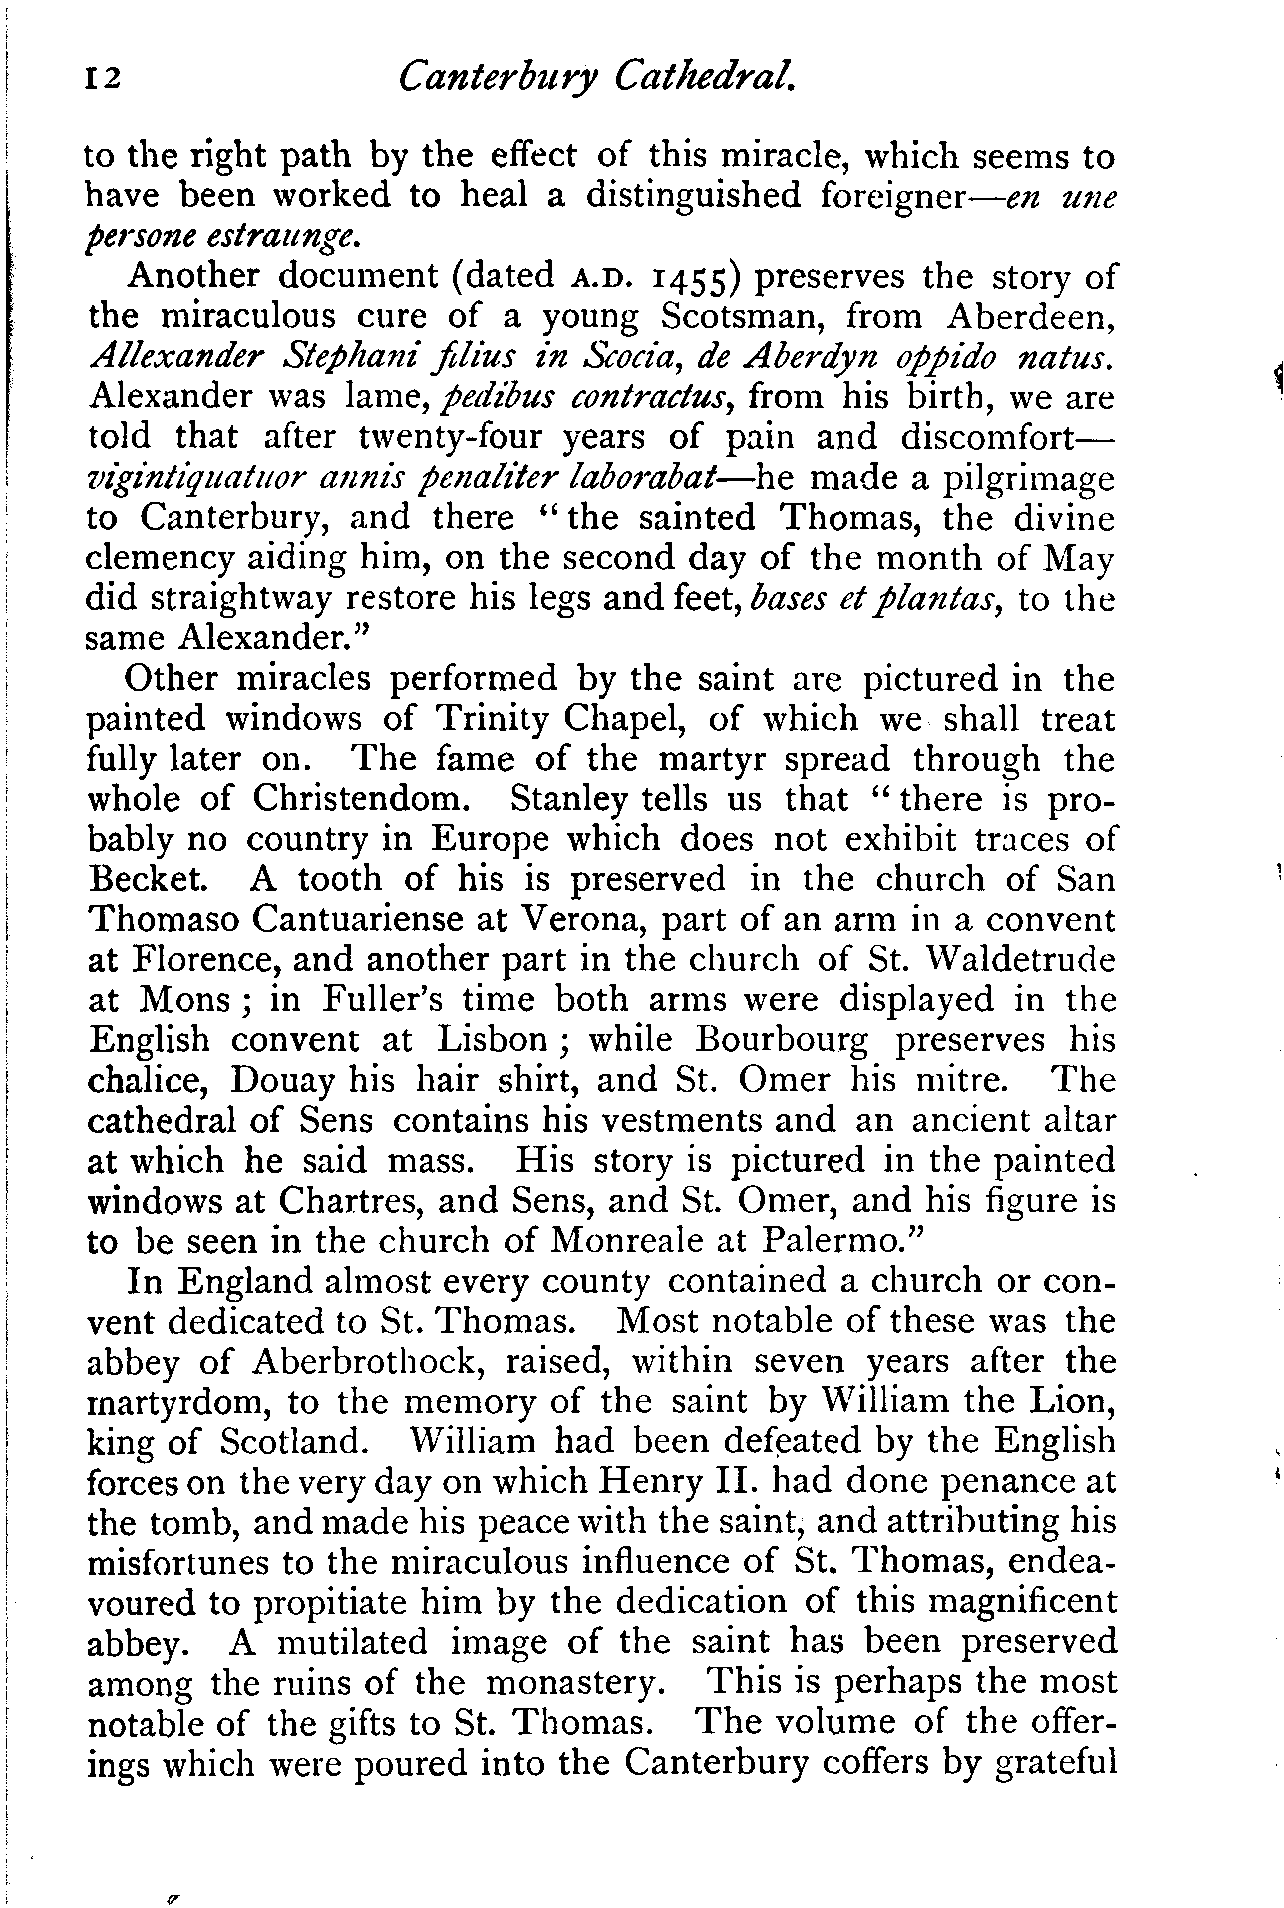 12 Canterbury Cathedral.
to the right path by the effect of this miracle, which seems to
have been worked to heal a distinguished foreigner—en une
persone estraunge.
Another document (dated A.D. 1455) preserves the story of
the miraculous cure of a young Scotsman, from Aberdeen,
Allexander Stephani filius in Scocia, de Aberdyn oppido natus.
Alexander was lame, pedibus contractus, from his birth, we are
told that after twenty-four years of pain and discomfort—
vigintiquatuor annis penaliter laborabat—he made a pilgrimage
to Canterbury, and there "the sainted Thomas, the divine
clemency aiding him, on the second day of the month of May
did straightway restore his legs and feet, bases et plantas, to the
same Alexander."
Other miracles performed by the saint are pictured in the
painted windows of Trinity Chapel, of which we shall treat
fully later on. The fame of the martyr spread through the
whole of Christendom. Stanley tells us that "there is pro-
bably no country in Europe which does not exhibit traces of
Becket. A tooth of his is preserved in the church of San
Thomaso Cantuariense at Verona, part of an arm in a convent
at Florence, and another part in the church of St. Waldetrude
at Mons; in Fuller's time both arms were displayed in the
English convent at Lisbon; while Bourbourg preserves his
chalice, Douay his hair shirt, and St. Omer his mitre. The
cathedral of Sens contains his vestments and an ancient altar
at which he said mass. His story is pictured in the painted
windows at Chartres, and Sens, and St. Omer, and his figure is
to be seen in the church of Monreale at Palermo."
In England almost every county contained a church or con-
vent dedicated to St. Thomas. Most notable of these was the
abbey of Aberbrothock, raised, within seven years after the
martyrdom, to the memory of the saint by William the Lion,
king of Scotland. William had been defeated by the English
forces on the very day on which Henry II. had done penance at
the tomb, and made his peace with the saint, and attributing his
misfortunes to the miraculous influence of St. Thomas, endea-
voured to propitiate him by the dedication of this magnificent
abbey. A mutilated image of the saint has been preserved
among the ruins of the monastery. This is perhaps the most
notable of the gifts to St. Thomas. The volume of the offer-
ings which were poured into the Canterbury coffers by grateful